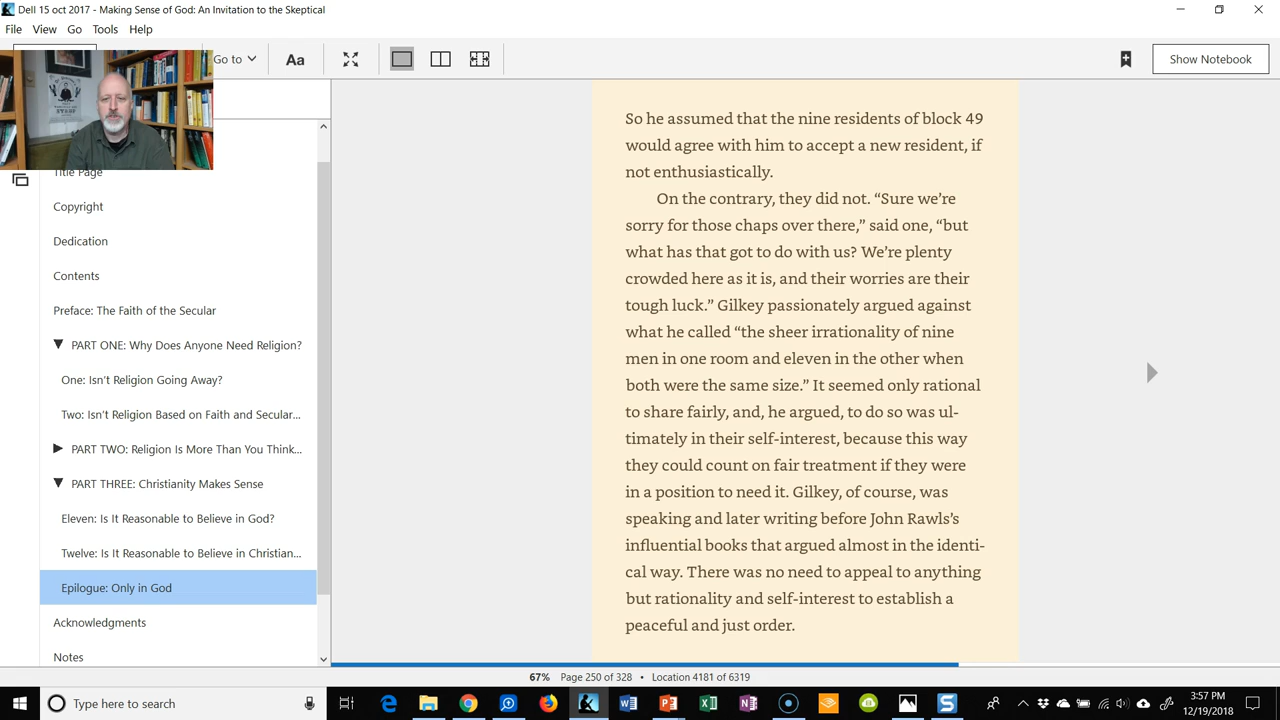 Dell 15 oct 2017 - Making Sense of God: An Invitation to the Skeptical
File View Go Tools Help
Go to Aa Show Notebook
Title Page
Copyright
Dedication
Contents
Preface: The Faith of the Secular
PART ONE: Why Does Anyone Need Religion?
One: Isn't Religion Going Away?
Two: Isn't Religion Based on Faith and Secular...
PART TWO: Religion Is More Than You Think...
PART THREE: Christianity Makes Sense
Eleven: Is It Reasonable to Believe in God?
Twelve: Is It Reasonable to Believe in Christian...
Epilogue: Only in God
Acknowledgments
Notes
So he assumed that the nine residents of block 49
would agree with him to accept a new resident, if
not enthusiastically.
On the contrary, they did not. “Sure we’re
sorry for those chaps over there,” said one, “but
what has that got to do with us? We’re plenty
crowded here as it is, and their worries are their
tough luck.” Gilkey passionately argued against
what he called “the sheer irrationality of nine
men in one room and eleven in the other when
both were the same size.” It seemed only rational
to share fairly, and, he argued, to do so was ul-
timately in their self-interest, because this way
they could count on fair treatment if they were
in a position to need it. Gilkey, of course, was
speaking and later writing before John Rawls’s
influential books that argued almost in the identi-
cal way. There was no need to appeal to anything
but rationality and self-interest to establish a
peaceful and just order.
67% Page 250 of 328 • Location 4181 of 6319
Type here to search
3:57 PM
12/19/2018